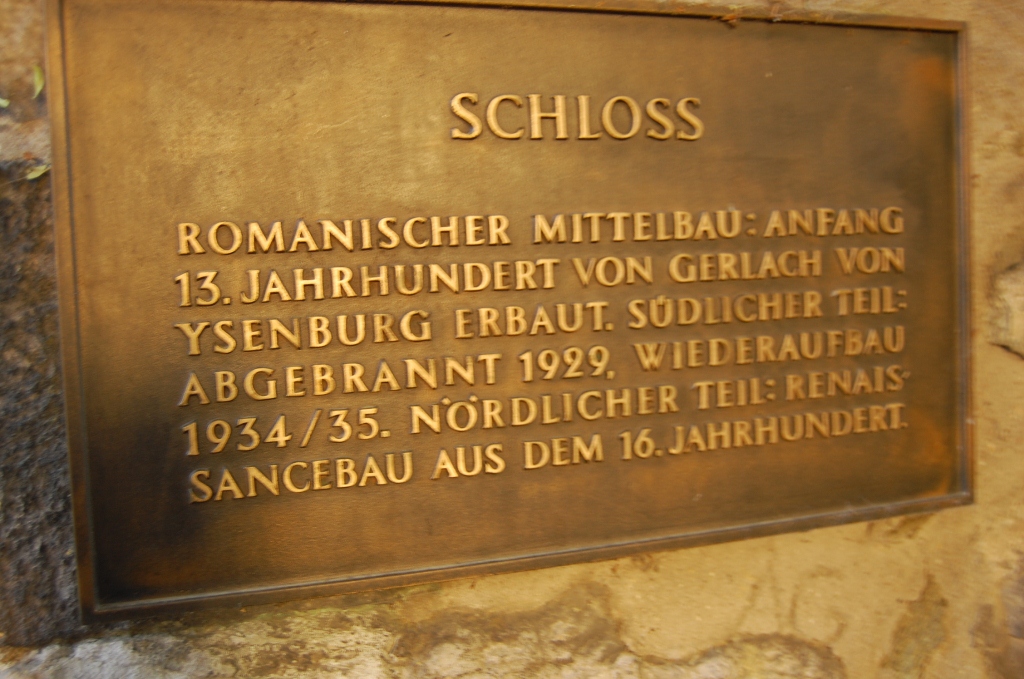 SCHLOSS
ROMANISCHER MITTELBAU: ANFANG
13. JAHRHUNDERT VON GERLACH VON
YSENBURG ERBAUT. SÜDLICHER TEIL:
ABGEBRANNT 1929, WIEDERAUFBAU
1934/35. NÖRDLICHER TEIL: RENAIS-
SANCEBAU AUS DEM 16. JAHRHUNDERT.